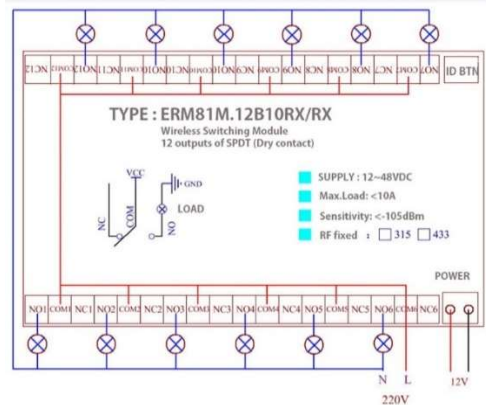 NC12 COM12 NO12 NC11 COM11 NO11 NC10 COM10 NO10 NC9 COM9 NO9 NC8 COM8 NO8 NC7 COM7 NO7 ID BTN
TYPE : ERM81M.12B10RX/RX
Wireless Switching Module
12 outputs of SPDT (Dry contact)
VCC
GND
NC
COM
LOAD
NO
SUPPLY : 12~48VDC
Max.Load: <10A
Sensitivity: <-105dBm
RF fixed : 315 433
POWER
NO1 COM1 NC1 NO2 COM2 NC2 NO3 COM3 NC3 NO4 COM4 NC4 NO5 COM5 NC5 NO6 COM6 NC6
N L
12V
220V